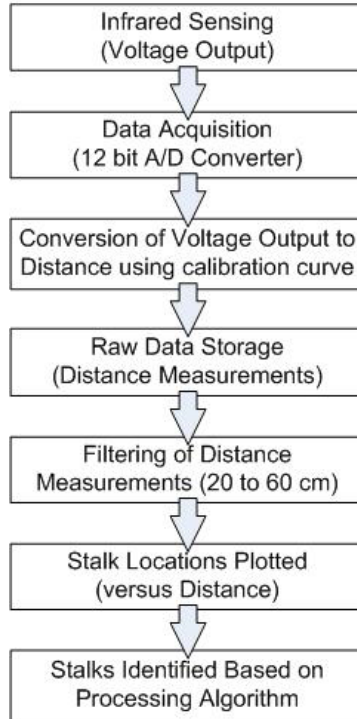 Infrared Sensing
(Voltage Output)
Data Acquisition
(12 bit A/D Converter)
Conversion of Voltage Output to
Distance using calibration curve
Raw Data Storage
(Distance Measurements)
Filtering of Distance
Measurements (20 to 60 cm)
Stalk Locations Plotted
(versus Distance)
Stalks Identified Based on
Processing Algorithm